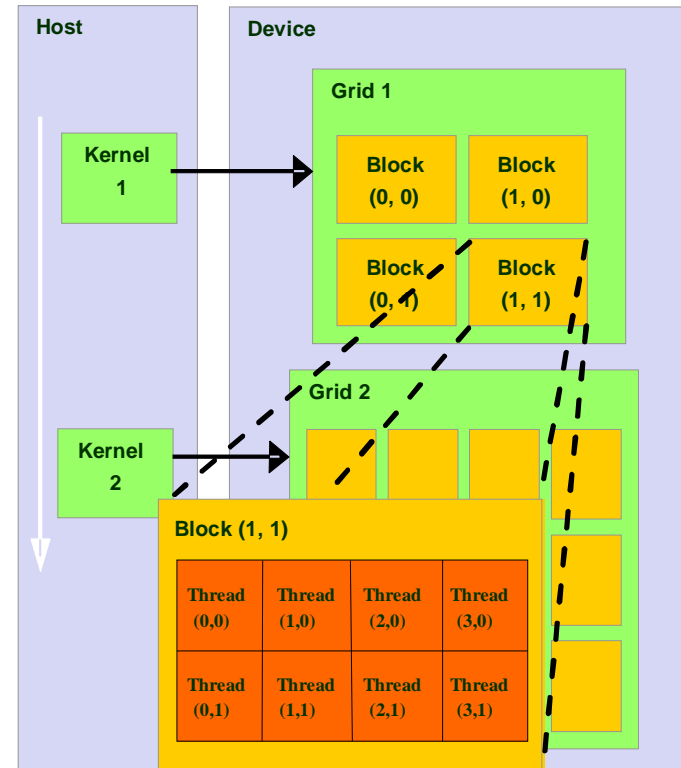 Host
Device
Grid 1
Kernel
1
Block
(0, 0)
Block
(1, 0)
Block
(0, 1)
Block
(1, 1)
Grid 2
Kernel
2
Block (1, 1)
Thread
(0,0)
Thread
(1,0)
Thread
(2,0)
Thread
(3,0)
Thread
(0,1)
Thread
(1,1)
Thread
(2,1)
Thread
(3,1)